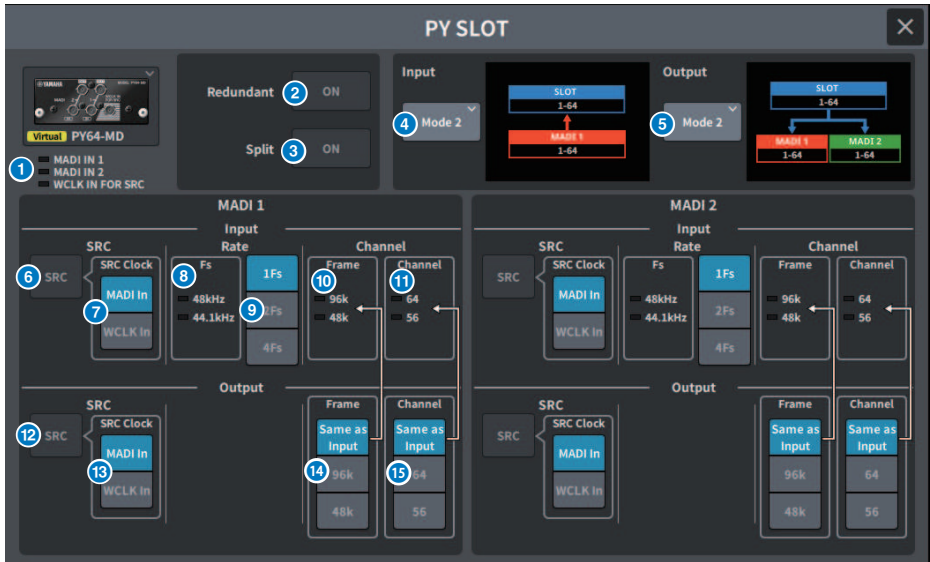 PY SLOT
YAMAHA
Virtual PY64-MD
1
MADI IN 1
MADI IN 2
WCLK IN FOR SRC
Redundant 2 ON
Split 3 ON
Input
4 Mode 2
SLOT
1-64
MADI 1
1-64
Output
5 Mode 2
SLOT
1-64
MADI 1 MADI 2
1-64 1-64
MADI 1
Input
SRC Rate Channel
6 SRC
SRC Clock
MADI In
7
WCLK In
8 Fs
48kHz
44.1kHz
1Fs
9 2Fs
4Fs
10 Frame
96k
48k
11 Channel
64
56
Output
SRC
12 SRC
SRC Clock
MADI In
13
WCLK In
Frame
Same as
Input
14 96k
48k
Channel
Same as
Input
15 64
56
MADI 2
Input
SRC Rate Channel
SRC
SRC Clock
MADI In
WCLK In
Fs
48kHz
44.1kHz
1Fs
2Fs
4Fs
Frame
96k
48k
Channel
64
56
Output
SRC
SRC
SRC Clock
MADI In
WCLK In
Frame
Same as
Input
96k
48k
Channel
Same as
Input
64
56